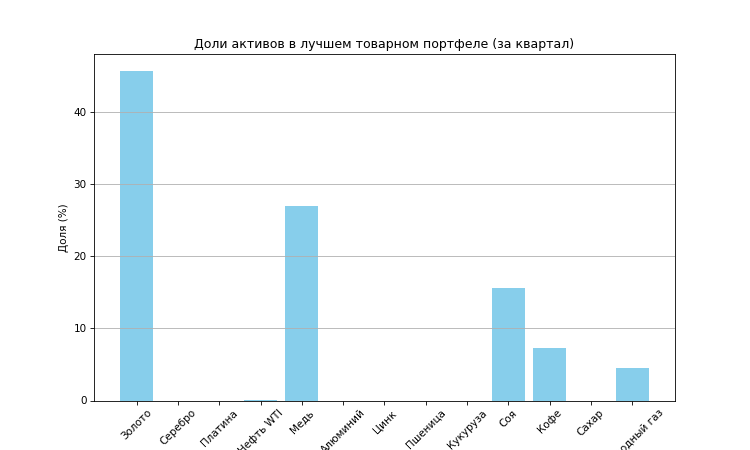 Доли активов в лучшем товарном портфеле (за квартал)
Доля (%)
40
30
20
10
0
Золото
Серебро
Платина
Нефть WTI
Медь
Алюминий
Цинк
Пшеница
Кукуруза
Соя
Кофе
Сахар
газ